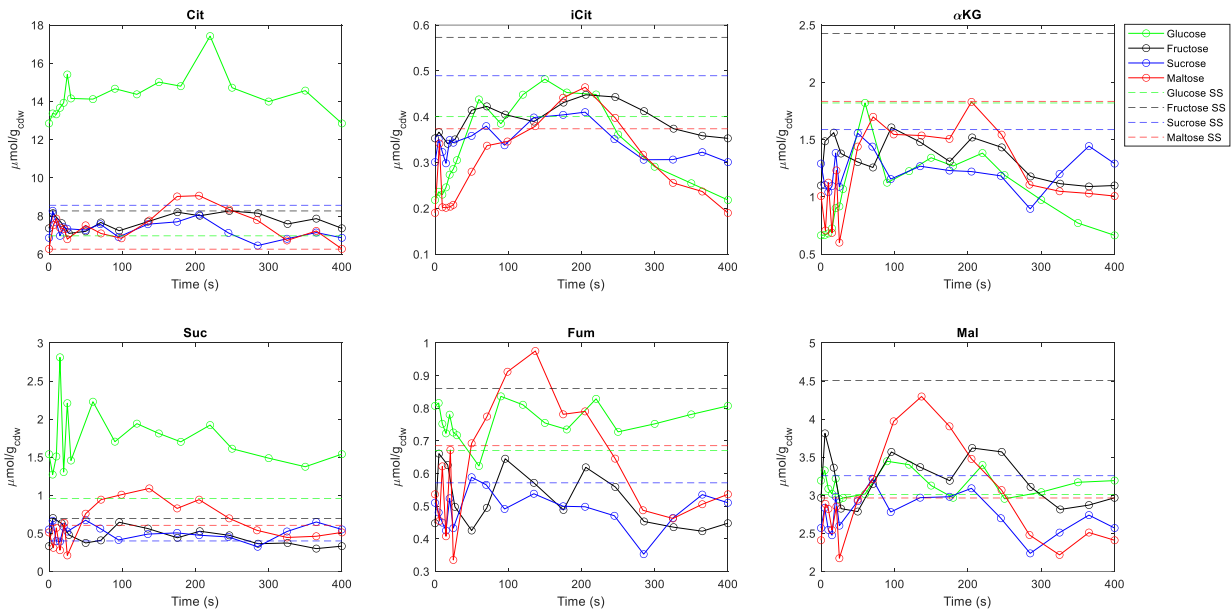 Cit
18
16
14
12
10
8
6
0
100
200
300
400
Time (s)
μmol/gcdw
iCit
0.6
0.5
0.4
0.3
0.2
0.1
0
100
200
300
400
Time (s)
μmol/gcdw
αKG
2.5
2
1.5
1
0.5
0
100
200
300
400
Time (s)
μmol/gcdw
Glucose
Fructose
Sucrose
Maltose
Glucose SS
Fructose SS
Sucrose SS
Maltose SS
Suc
3
2.5
2
1.5
1
0.5
0
0
100
200
300
400
Time (s)
μmol/gcdw
Fum
1
0.9
0.8
0.7
0.6
0.5
0.4
0.3
0
100
200
300
400
Time (s)
μmol/gcdw
Mal
5
4.5
4
3.5
3
2.5
2
0
100
200
300
400
Time (s)
μmol/gcdw